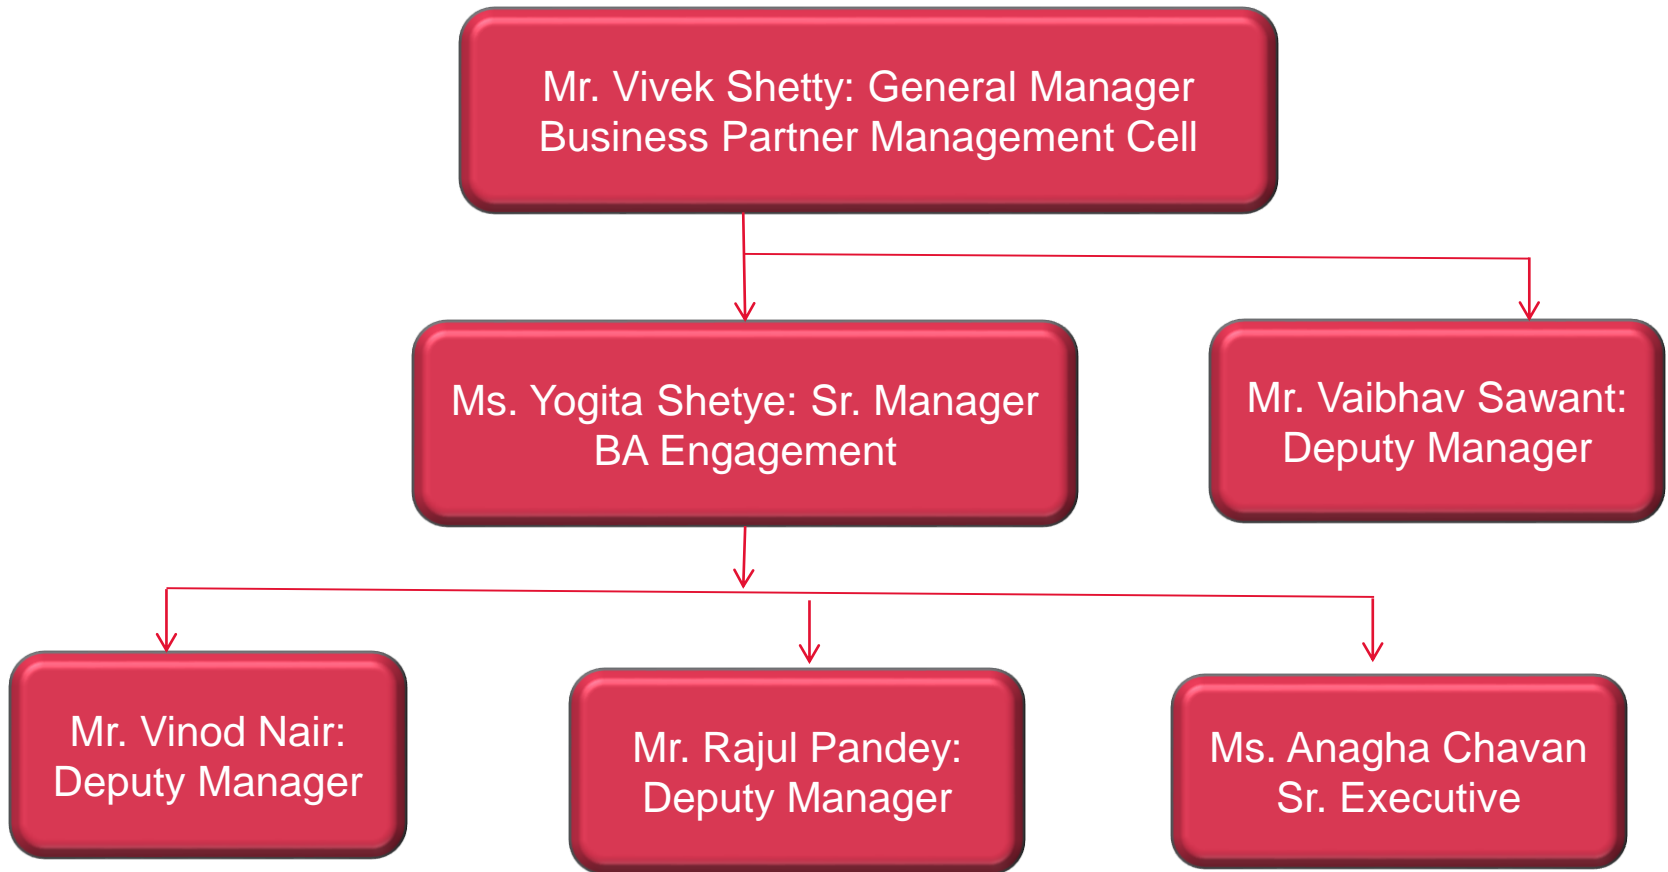 Mr. Vivek Shetty: General Manager
Business Partner Management Cell
Ms. Yogita Shetye: Sr. Manager
BA Engagement
Mr. Vaibhav Sawant:
Deputy Manager
Mr. Vinod Nair:
Deputy Manager
Mr. Rajul Pandey:
Deputy Manager
Ms. Anagha Chavan
Sr. Executive